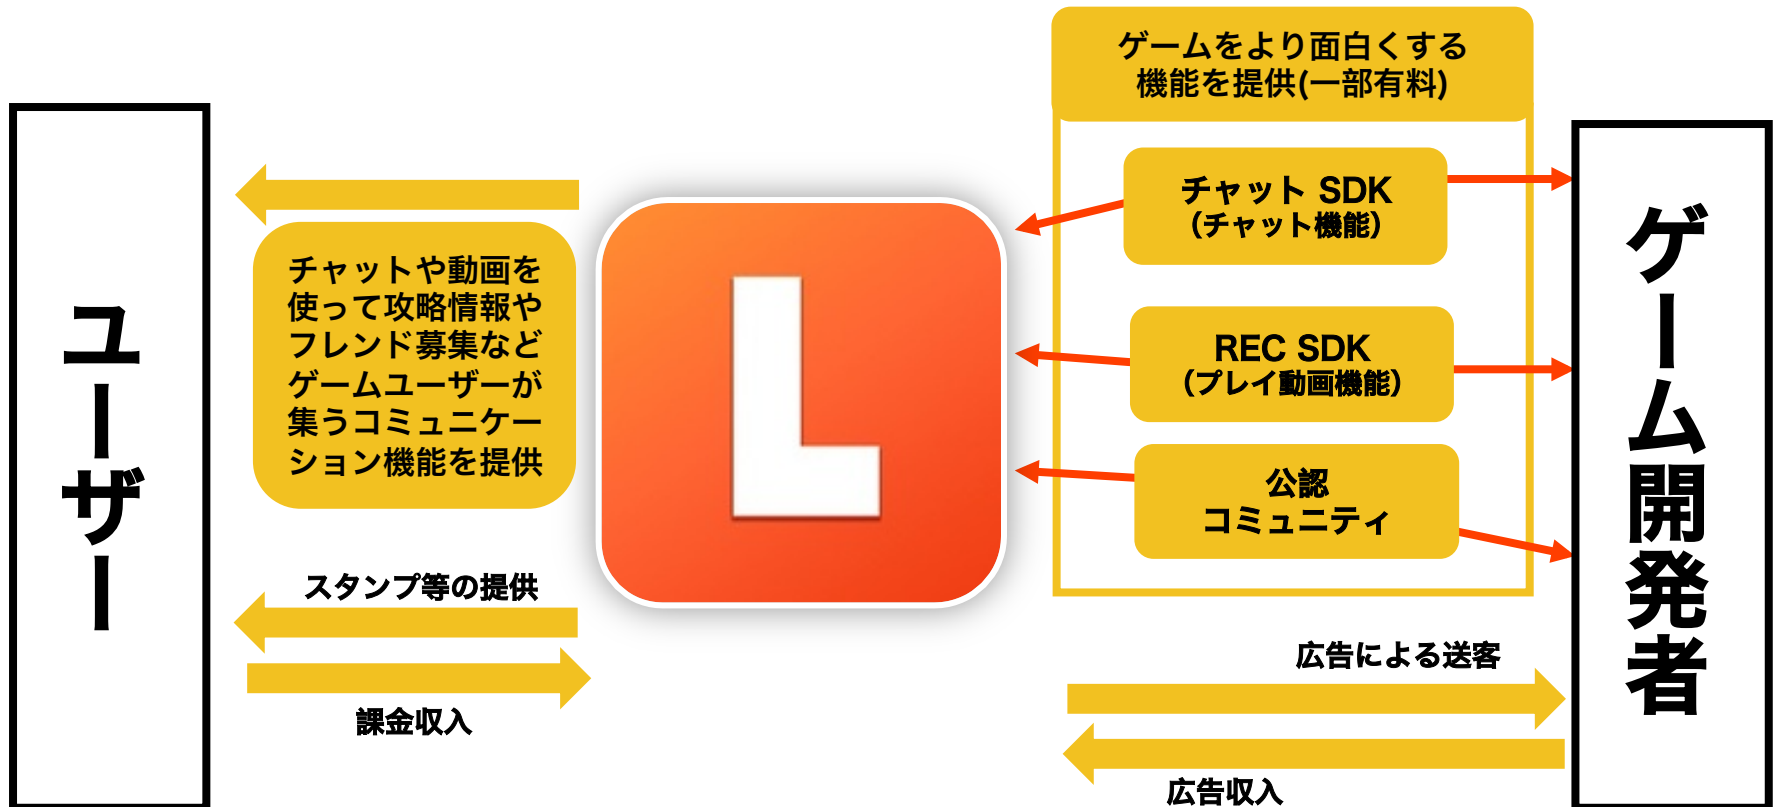 ユーザー
チャットや動画を
使って攻略情報や
フレンド募集など
ゲームユーザーが
集うコミュニケー
ション機能を提供
スタンプ等の提供
課金収入
L
ゲームをより面白くする
機能を提供(一部有料)
チャット SDK
（チャット機能）
REC SDK
（プレイ動画機能）
公認
コミュニティ
広告による送客
広告収入
ゲーム開発者